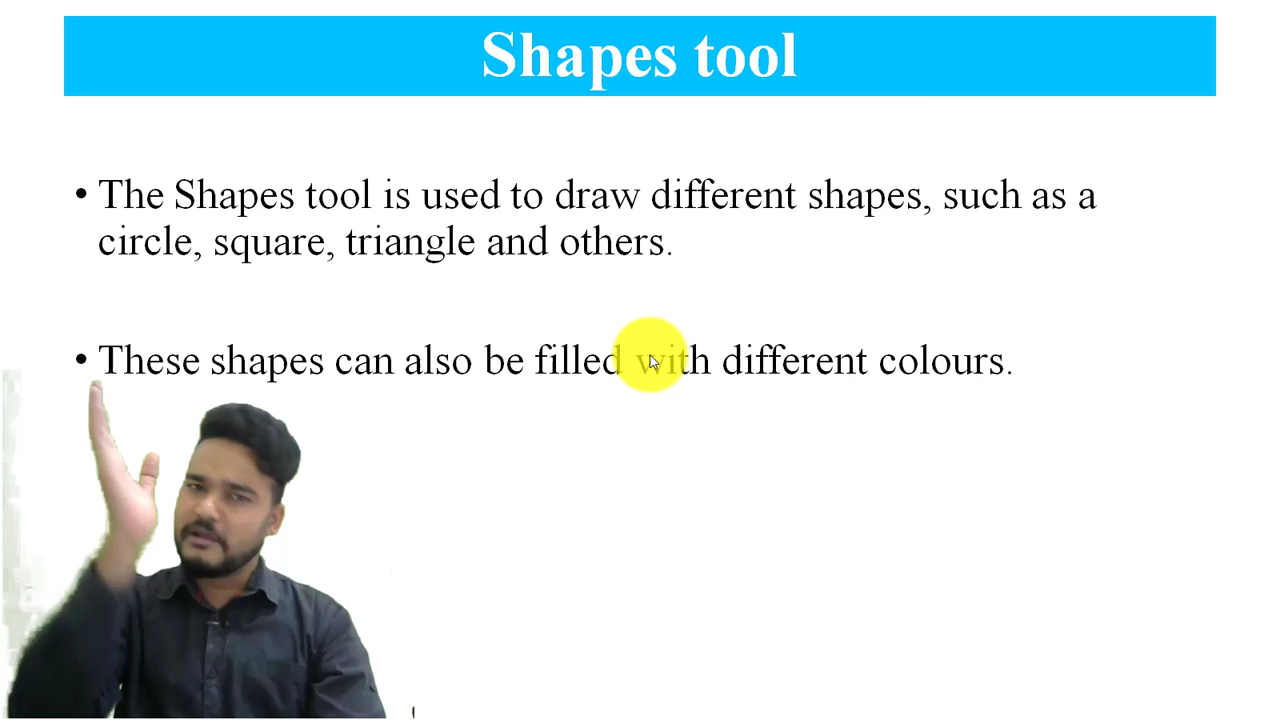 Shapes tool
• The Shapes tool is used to draw different shapes, such as a
circle, square, triangle and others.
• These shapes can also be filled with different colours.